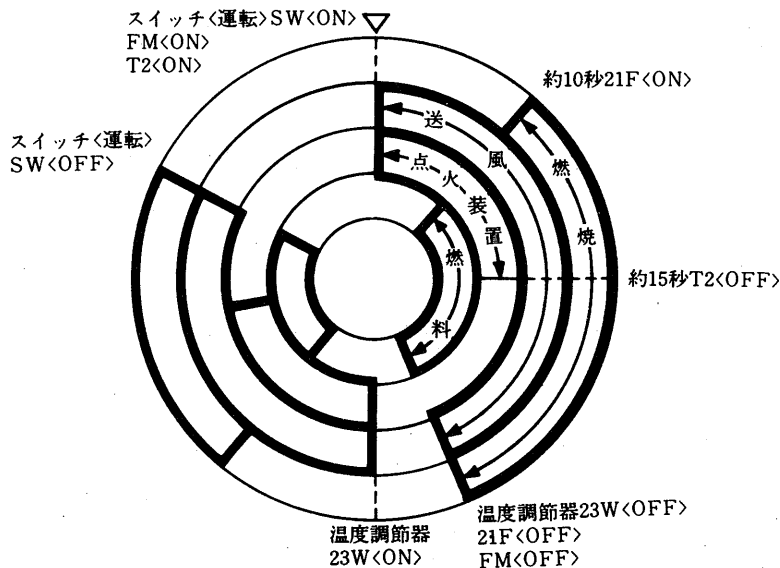 スイッチ<運転>SW<ON>
FM<ON>
T2<ON>
約10秒21F<ON>
スイッチ<運転>
SW<OFF>
送風
点火装置
燃焼
燃料
約15秒T2<OFF>
温度調節器
23W<ON>
温度調節器23W<OFF>
21F<OFF>
FM<OFF>